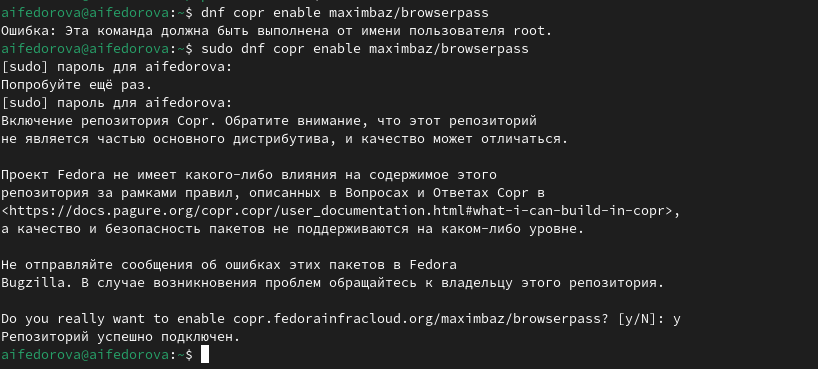 aifedorova@aifedorova:~$ dnf copr enable maximbaz/browserpass
Ошибка: Эта команда должна быть выполнена от имени пользователя root.
aifedorova@aifedorova:~$ sudo dnf copr enable maximbaz/browserpass
[sudo] пароль для aifedorova:
Попробуйте ещё раз.
[sudo] пароль для aifedorova:
Включение репозитория Copr. Обратите внимание, что этот репозиторий
не является частью основного дистрибутива, и качество может отличаться.
Проект Fedora не имеет какого-либо влияния на содержимое этого
репозитория за рамками правил, описанных в Вопросах и Ответах Copr в
<https://docs.pagure.org/copr.copr/user_documentation.html#what-i-can-build-in-copr>,
а качество и безопасность пакетов не поддерживаются на каком-либо уровне.
Не отправляйте сообщения об ошибках этих пакетов в Fedora
Bugzilla. В случае возникновения проблем обращайтесь к владельцу этого репозитория.
Do you really want to enable copr.fedorainfracloud.org/maximbaz/browserpass? [y/N]: y
Репозиторий успешно подключен.
aifedorova@aifedorova:~$